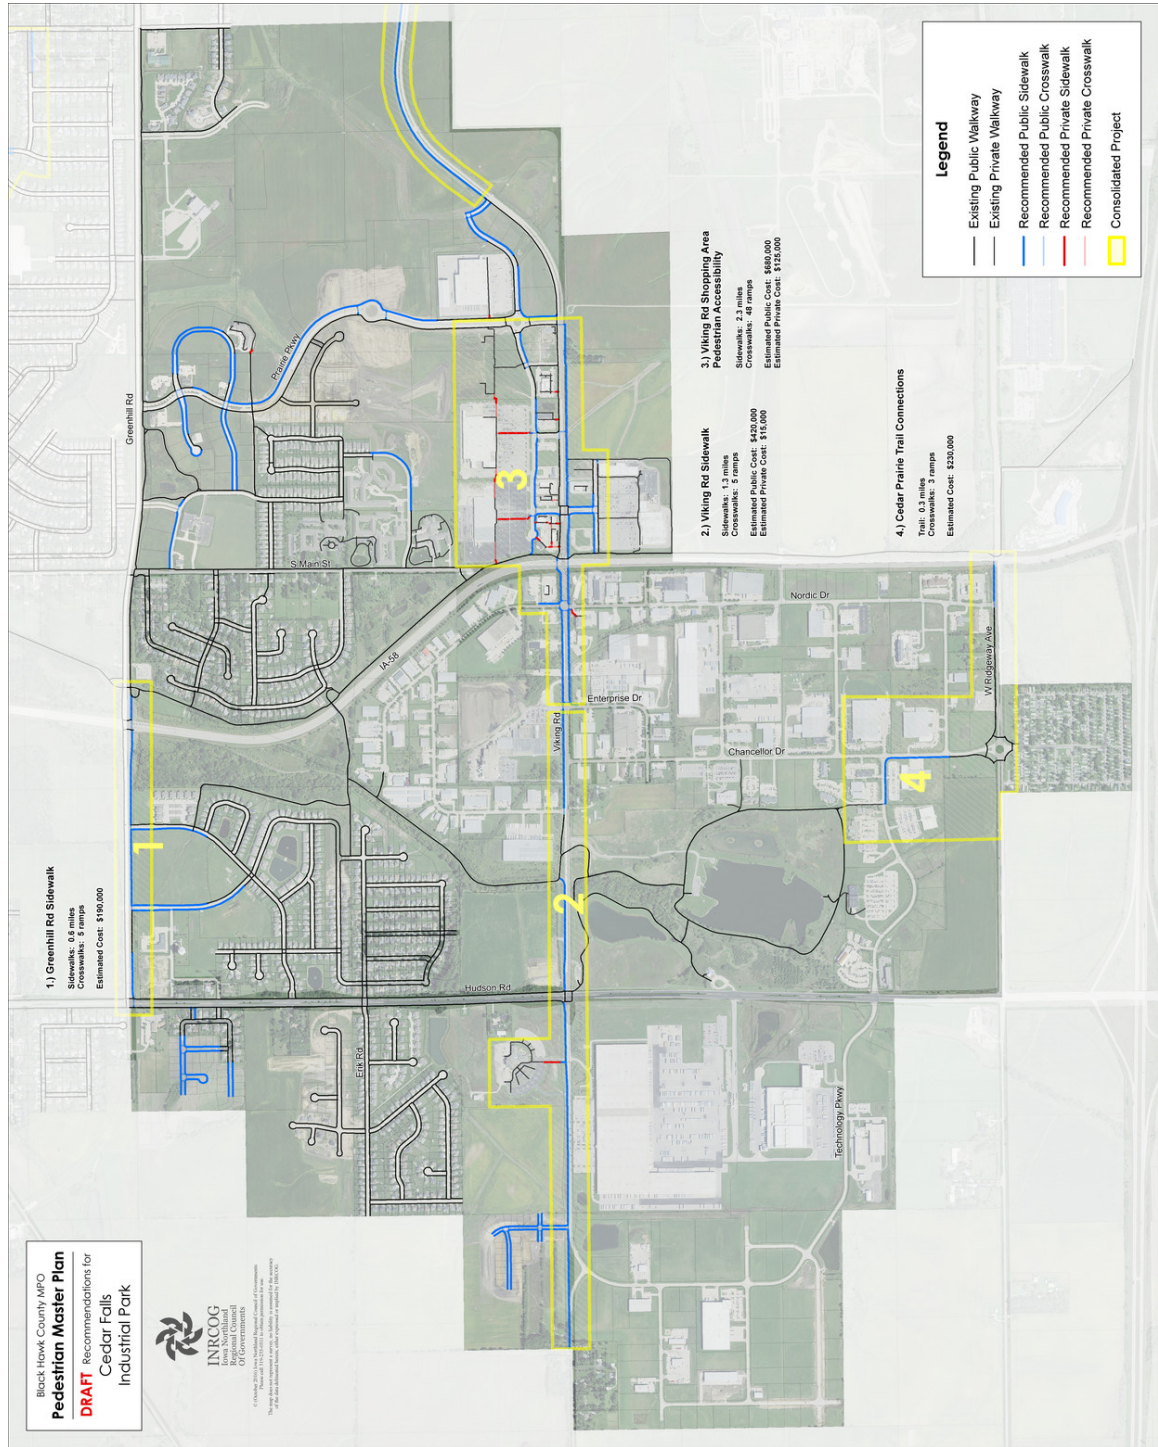 Black Hawk County MPO
Pedestrian Master Plan
DRAFT Recommendations for
Cedar Falls
Industrial Park
INRCOG
Iowa Northland
Regional Council
Of Governments
1.) Greenhill Rd Sidewalk
Sidewalks: 0.6 miles
Crosswalks: 5 ramps
Estimated Cost: $190,000
2.) Viking Rd Sidewalk
Sidewalks: 1.3 miles
Crosswalks: 5 ramps
Estimated Public Cost: $420,000
Estimated Private Cost: $15,000
3.) Viking Rd Shopping Area
Pedestrian Accessibility
Sidewalks: 2.3 miles
Crosswalks: 48 ramps
Estimated Public Cost: $680,000
Estimated Private Cost: $125,000
4.) Cedar Prairie Trail Connections
Trail: 0.3 miles
Crosswalks: 3 ramps
Estimated Cost: $230,000
Legend
Existing Public Walkway
Existing Private Walkway
Recommended Public Sidewalk
Recommended Public Crosswalk
Recommended Private Sidewalk
Recommended Private Crosswalk
Consolidated Project
Greenhill Rd
Prairie Pkwy
S Main St
IA-58
Viking Rd
Enterprise Dr
Nordic Dr
Chancellor Dr
W Ridgeway Ave
Hudson Rd
Erik Rd
Technology Pkwy
1
2
3
4